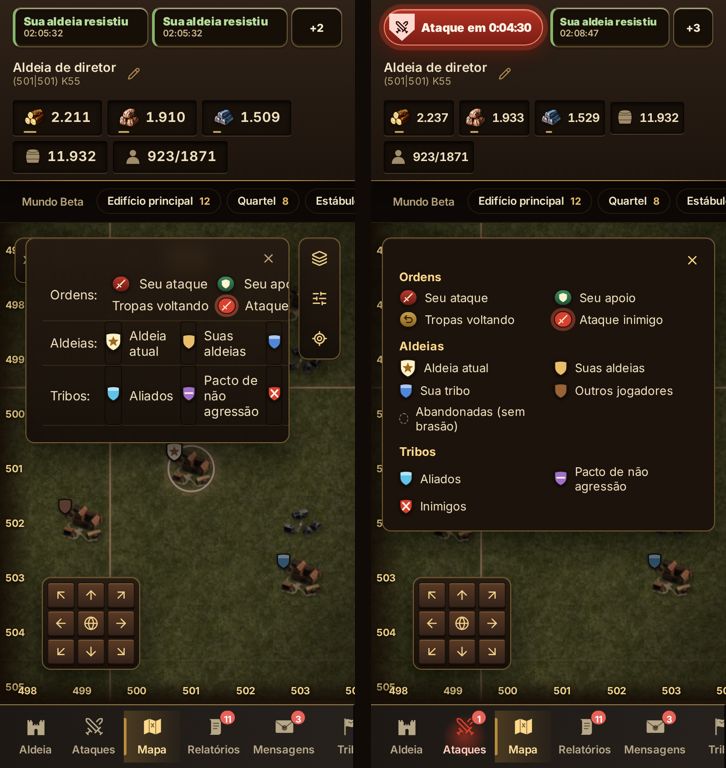 Sua aldeia resistiu
02:05:32
Sua aldeia resistiu
02:05:32
+2
Aldeia de diretor
(501|501) K55
2.211
1.910
1.509
11.932
923/1871
Mundo Beta
Edifício principal 12
Quartel 8
Estábul
Ordens:
Seu ataque
Seu apo
Tropas voltando
Ataque
Aldeias:
Aldeia
atual
Suas
aldeias
Tribos:
Aliados
Pacto de
não
agressão
498
499
500
501
502
503
504
505
498
499
500
501
502
503
50
Aldeia
Ataques
Mapa
11
Relatórios
3
Mensagens
Tril
Ataque em 0:04:30
Sua aldeia resistiu
02:08:47
+3
Aldeia de diretor
(501|501) K55
2.237
1.933
1.529
11.932
923/1871
Mundo Beta
Edifício principal 12
Quartel 8
Estábul
Ordens
Seu ataque
Seu apoio
Tropas voltando
Ataque inimigo
Aldeias
Aldeia atual
Suas aldeias
Sua tribo
Outros jogadores
Abandonadas (sem
brasão)
Tribos
Aliados
Pacto de não
agressão
Inimigos
503
504
498
499
500
501
502
503
50
Aldeia
1
Ataques
Mapa
11
Relatórios
3
Mensagens
Tril